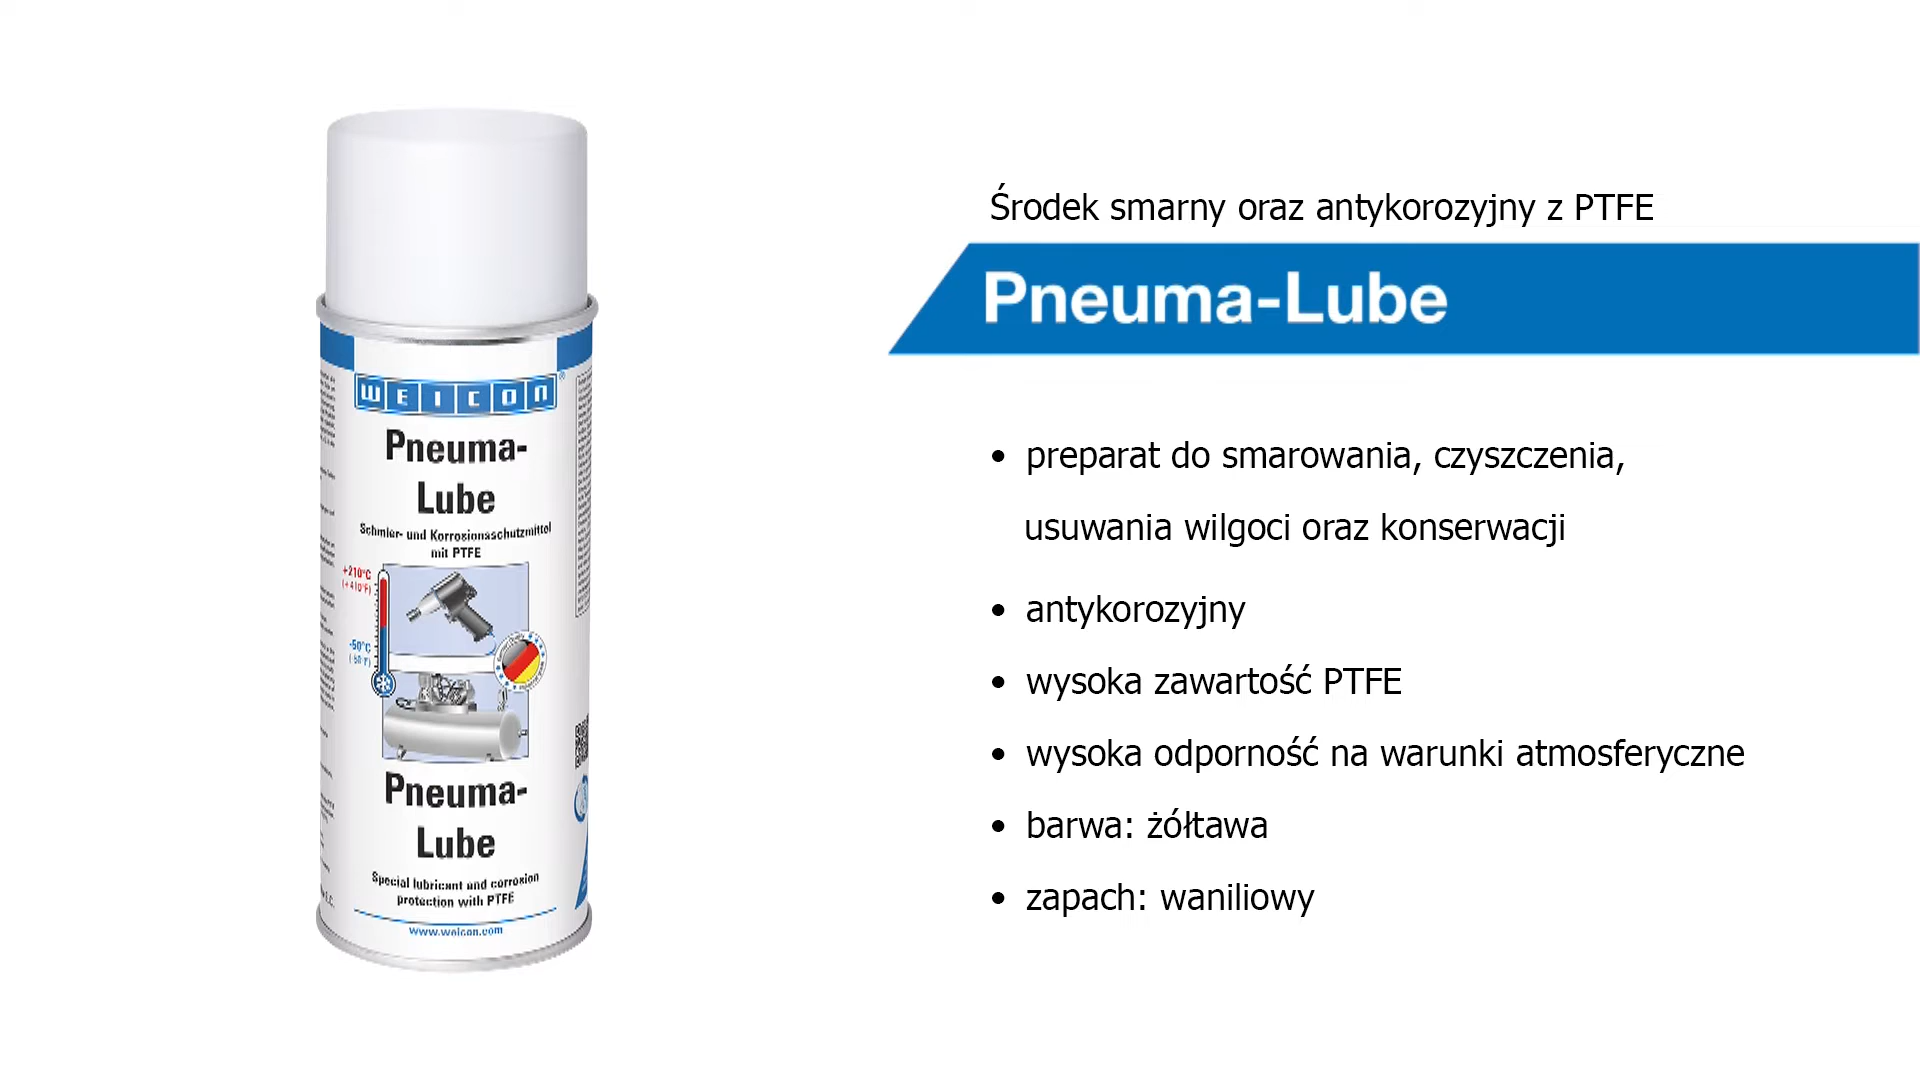 WEICON
Pneuma-
Lube
Schmier- und Korrosionsschutzmittel
mit PTFE
+210°C
(+410°F)
-50°C
Pneuma-
Lube
Special lubricant and corrosion
protection with PTFE
www.weicon.com
Środek smarny oraz antykorozyjny z PTFE
Pneuma-Lube
• preparat do smarowania, czyszczenia,
usuwania wilgoci oraz konserwacji
• antykorozyjny
• wysoka zawartość PTFE
• wysoka odporność na warunki atmosferyczne
• barwa: żółtawa
• zapach: waniliowy